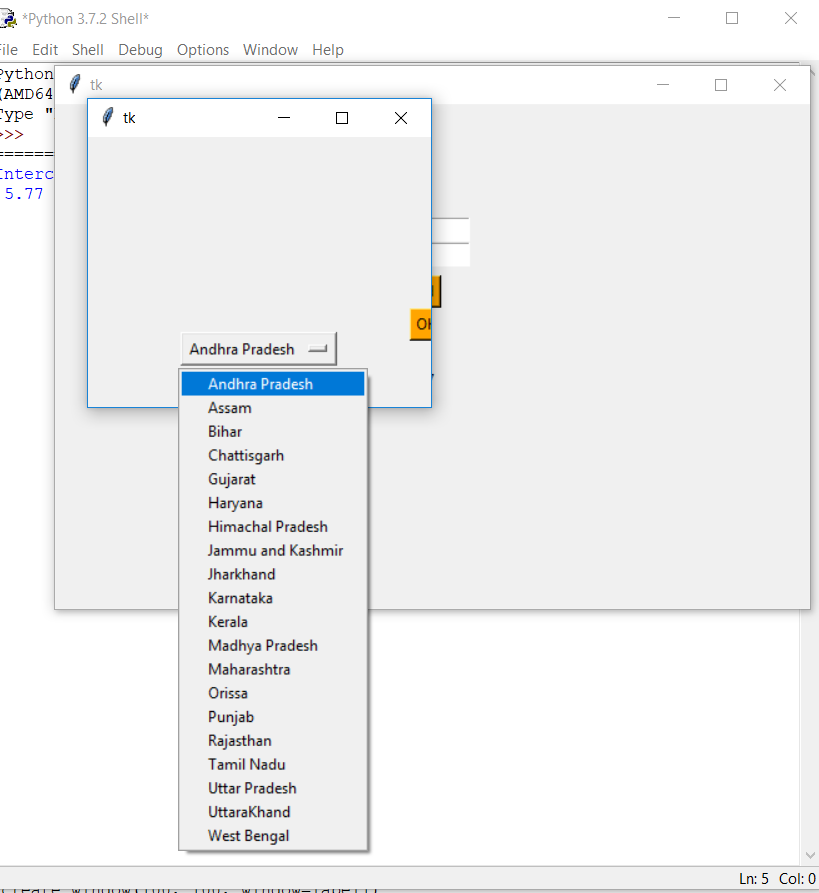 *Python 3.7.2 Shell*
File Edit Shell Debug Options Window Help
Python
tk
(AMD64
Type "
tk
>>>
======
Interc
5.77
Andhra Pradesh
Andhra Pradesh
Assam
Bihar
Chattisgarh
Gujarat
Haryana
Himachal Pradesh
Jammu and Kashmir
Jharkhand
Karnataka
Kerala
Madhya Pradesh
Maharashtra
Orissa
Punjab
Rajasthan
Tamil Nadu
Uttar Pradesh
UttaraKhand
West Bengal
Ln: 5 Col: 0